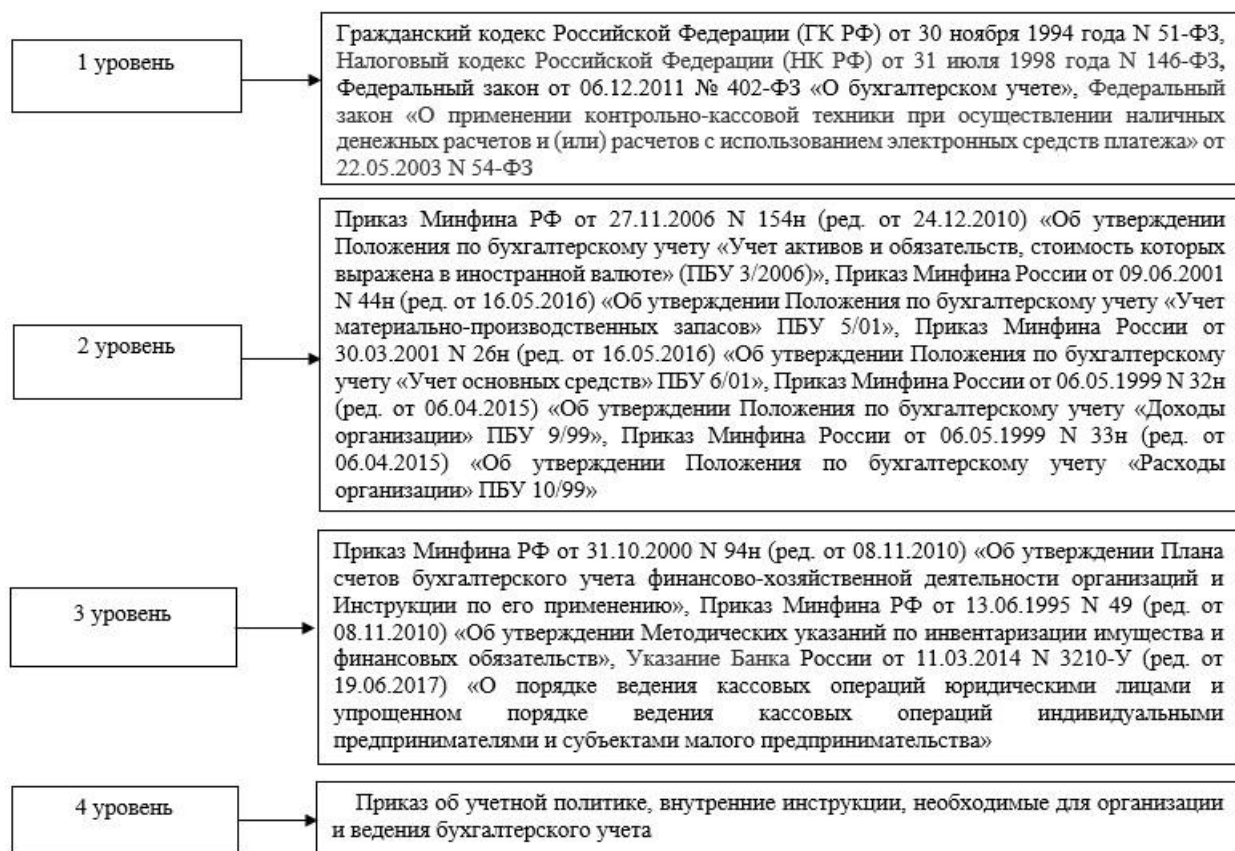 1 уровень
Гражданский кодекс Российской Федерации (ГК РФ) от 30 ноября 1994 года N 51-ФЗ,
Налоговый кодекс Российской Федерации (НК РФ) от 31 июля 1998 года N 146-ФЗ,
Федеральный закон от 06.12.2011 № 402-ФЗ «О бухгалтерском учете», Федеральный
закон «О применении контрольно-кассовой техники при осуществлении наличных
денежных расчетов и (или) расчетов с использованием электронных средств платежа» от
22.05.2003 N 54-ФЗ
2 уровень
Приказ Минфина РФ от 27.11.2006 N 154н (ред. от 24.12.2010) «Об утверждении
Положения по бухгалтерскому учету «Учет активов и обязательств, стоимость которых
выражена в иностранной валюте» (ПБУ 3/2006)», Приказ Минфина России от 09.06.2001
N 44н (ред. от 16.05.2016) «Об утверждении Положения по бухгалтерскому учету «Учет
материально-производственных запасов» ПБУ 5/01», Приказ Минфина России от
30.03.2001 N 26н (ред. от 16.05.2016) «Об утверждении Положения по бухгалтерскому
учету «Учет основных средств» ПБУ 6/01», Приказ Минфина России от 06.05.1999 N 32н
(ред. от 06.04.2015) «Об утверждении Положения по бухгалтерскому учету «Доходы
организации» ПБУ 9/99», Приказ Минфина России от 06.05.1999 N 33н (ред. от
06.04.2015) «Об утверждении Положения по бухгалтерскому учету «Расходы
организации» ПБУ 10/99»
3 уровень
Приказ Минфина РФ от 31.10.2000 N 94н (ред. от 08.11.2010) «Об утверждении Плана
счетов бухгалтерского учета финансово-хозяйственной деятельности организаций и
Инструкции по его применению», Приказ Минфина РФ от 13.06.1995 N 49 (ред. от
08.11.2010) «Об утверждении Методических указаний по инвентаризации имущества и
финансовых обязательств», Указание Банка России от 11.03.2014 N 3210-У (ред. от
19.06.2017) «О порядке ведения кассовых операций юридическими лицами и
упрощенном порядке ведения кассовых операций индивидуальными
предпринимателями и субъектами малого предпринимательства»
4 уровень
Приказ об учетной политике, внутренние инструкции, необходимые для организации
и ведения бухгалтерского учета